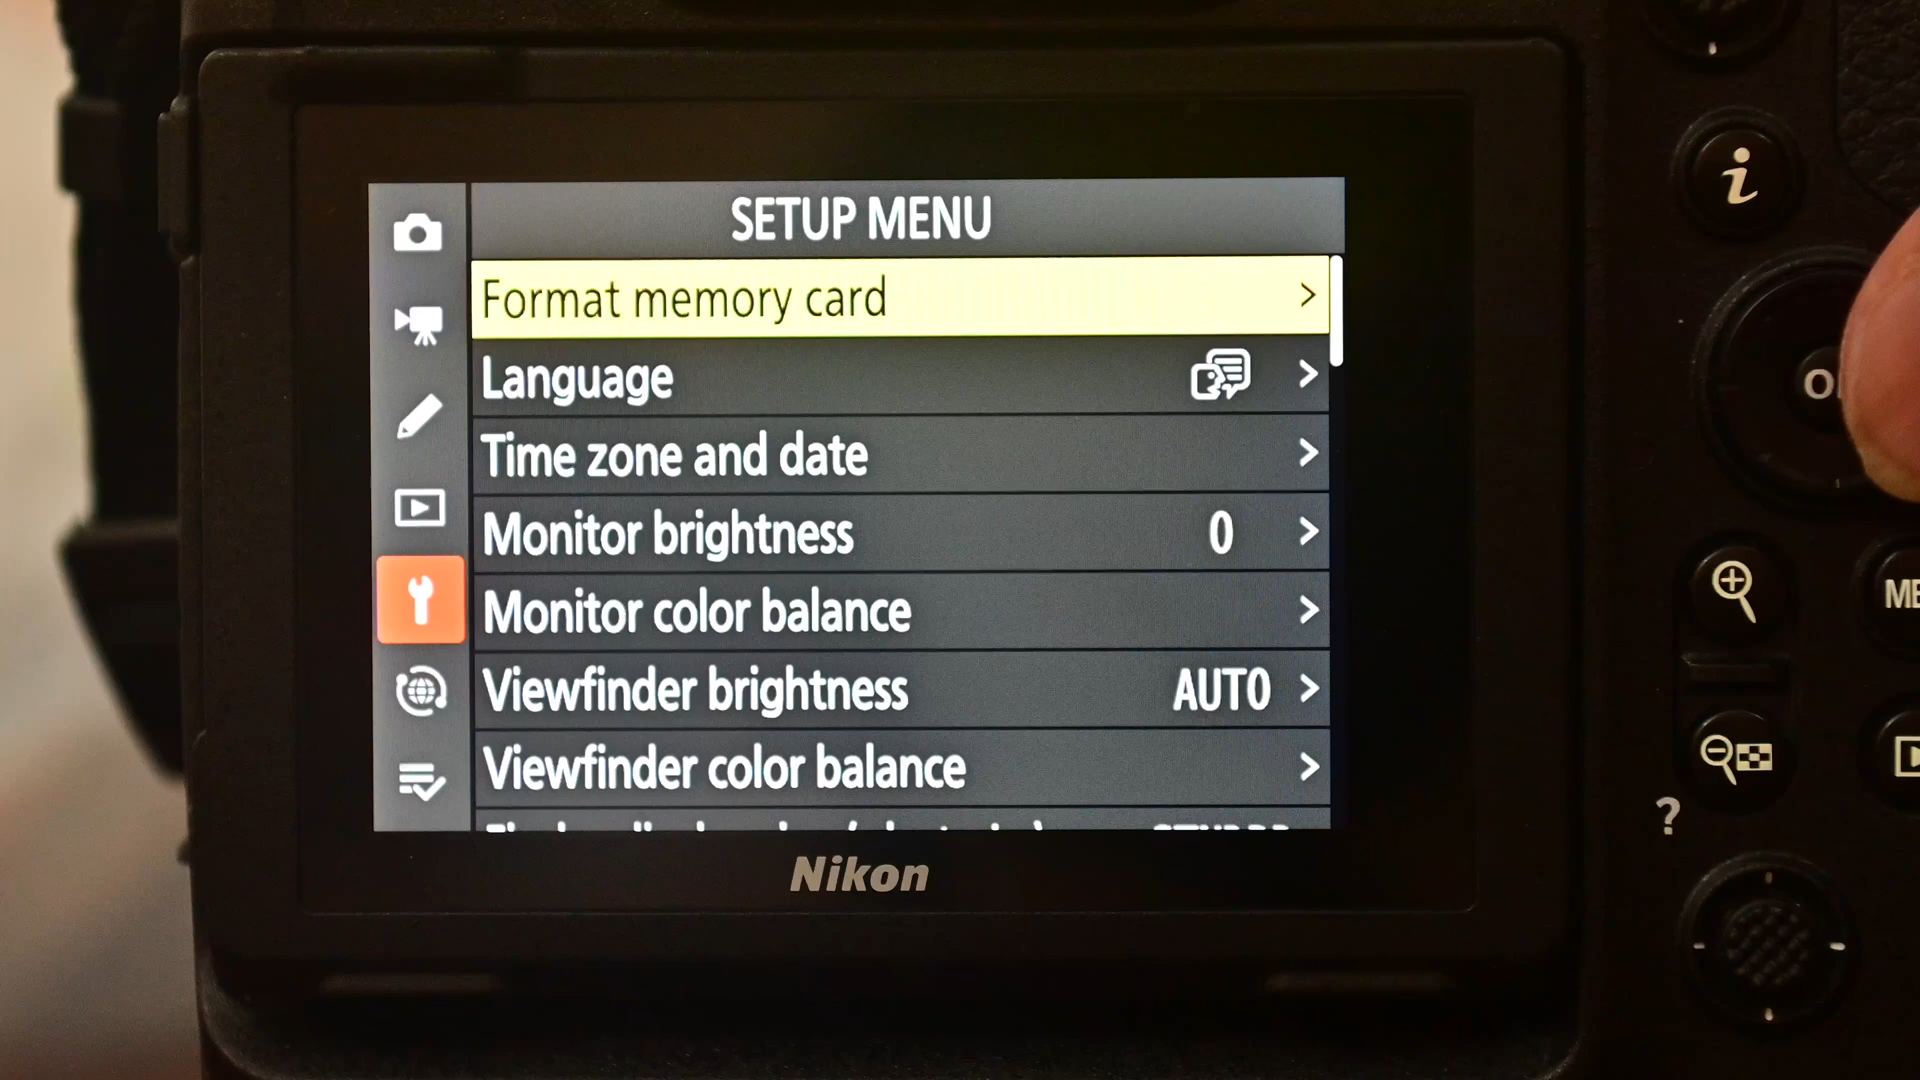 SETUP MENU
Format memory card >
Language >
Time zone and date >
Monitor brightness 0 >
Monitor color balance >
Viewfinder brightness AUTO >
Viewfinder color balance >
Nikon
i
?